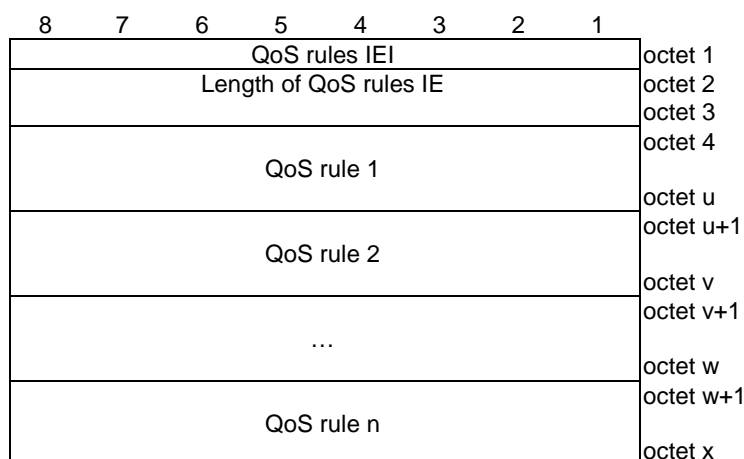 8 7 6 5 4 3 2 1
QoS rules IEI octet 1
Length of QoS rules IE octet 2
octet 3
octet 4
QoS rule 1
octet u
octet u+1
QoS rule 2
octet v
octet v+1
…
octet w
octet w+1
QoS rule n
octet x